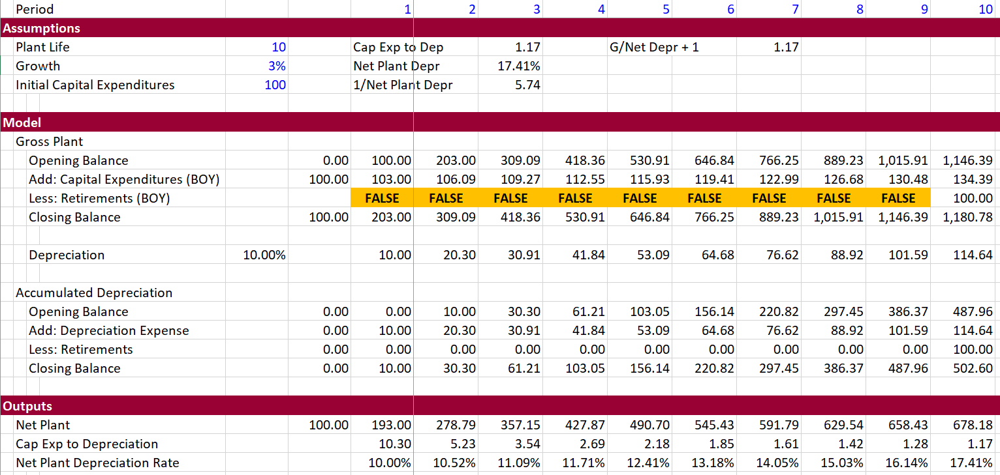 Period 1 2 3 4 5 6 7 8 9 10
Assumptions
Plant Life 10 Cap Exp to Dep 1.17 G/Net Depr + 1 1.17
Growth 3% Net Plant Depr 17.41%
Initial Capital Expenditures 100 1/Net Plant Depr 5.74
Model
Gross Plant
Opening Balance 0.00 100.00 203.00 309.09 418.36 530.91 646.84 766.25 889.23 1,015.91 1,146.39
Add: Capital Expenditures (BOY) 100.00 103.00 106.09 109.27 112.55 115.93 119.41 122.99 126.68 130.48 134.39
Less: Retirements (BOY) FALSE FALSE FALSE FALSE FALSE FALSE FALSE FALSE FALSE 100.00
Closing Balance 100.00 203.00 309.09 418.36 530.91 646.84 766.25 889.23 1,015.91 1,146.39 1,180.78
Depreciation 10.00% 10.00 20.30 30.91 41.84 53.09 64.68 76.62 88.92 101.59 114.64
Accumulated Depreciation
Opening Balance 0.00 0.00 10.00 30.30 61.21 103.05 156.14 220.82 297.45 386.37 487.96
Add: Depreciation Expense 0.00 10.00 20.30 30.91 41.84 53.09 64.68 76.62 88.92 101.59 114.64
Less: Retirements 0.00 0.00 0.00 0.00 0.00 0.00 0.00 0.00 0.00 0.00 100.00
Closing Balance 0.00 10.00 30.30 61.21 103.05 156.14 220.82 297.45 386.37 487.96 502.60
Outputs
Net Plant 100.00 193.00 278.79 357.15 427.87 490.70 545.43 591.79 629.54 658.43 678.18
Cap Exp to Depreciation 10.30 5.23 3.54 2.69 2.18 1.85 1.61 1.42 1.28 1.17
Net Plant Depreciation Rate 10.00% 10.52% 11.09% 11.71% 12.41% 13.18% 14.05% 15.03% 16.14% 17.41%